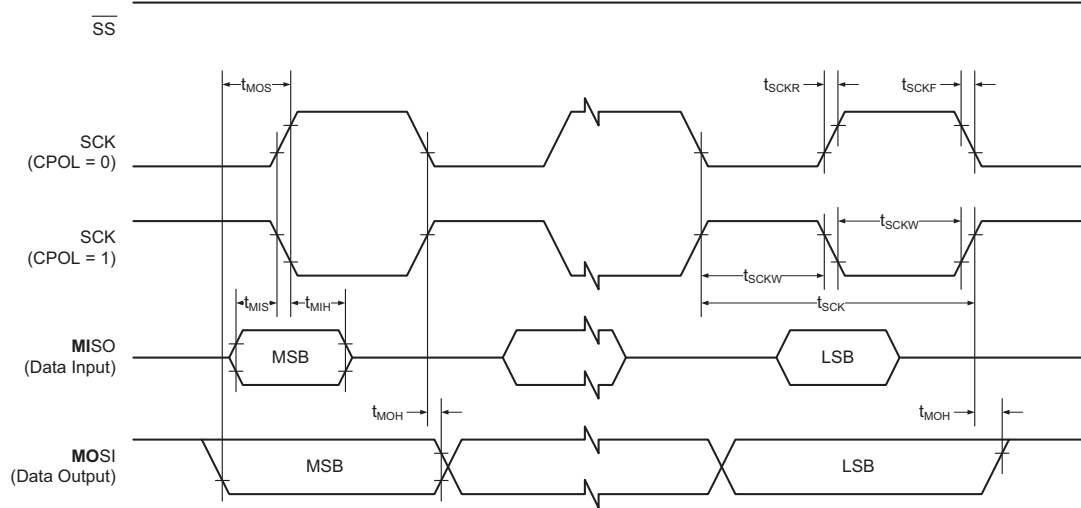 SS
tMOS
tSCKR
tSCKF
SCK
(CPOL = 0)
SCK
(CPOL = 1)
tSCKW
tSCKW
tMIS
tMIH
tSCK
MISO
(Data Input)
MSB
LSB
tMOH
tMOH
MOSI
(Data Output)
MSB
LSB